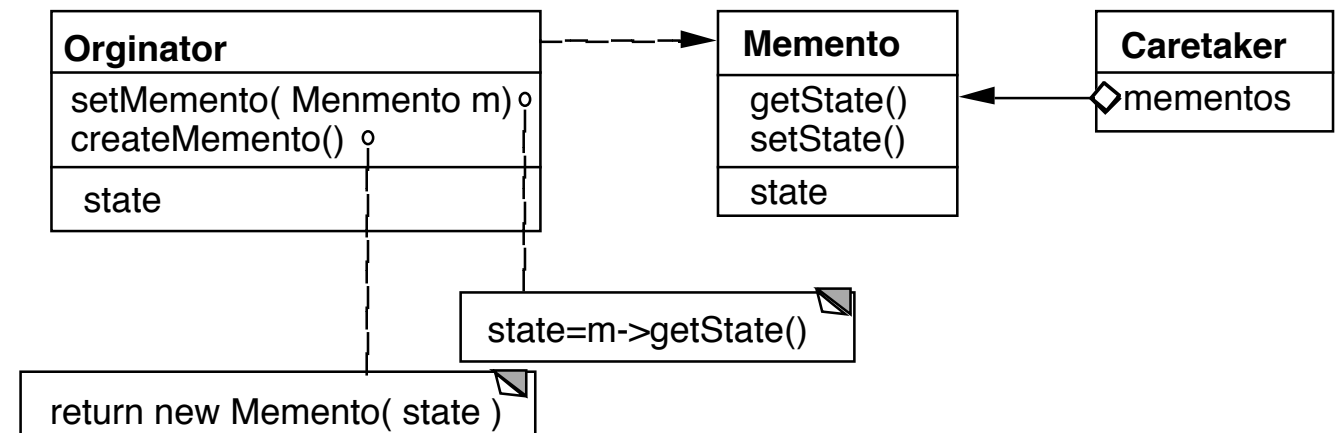 Orginator
setMemento( Menmento m)
createMemento()
state
Memento
getState()
setState()
state
Caretaker
mementos
state=m->getState()
return new Memento( state )